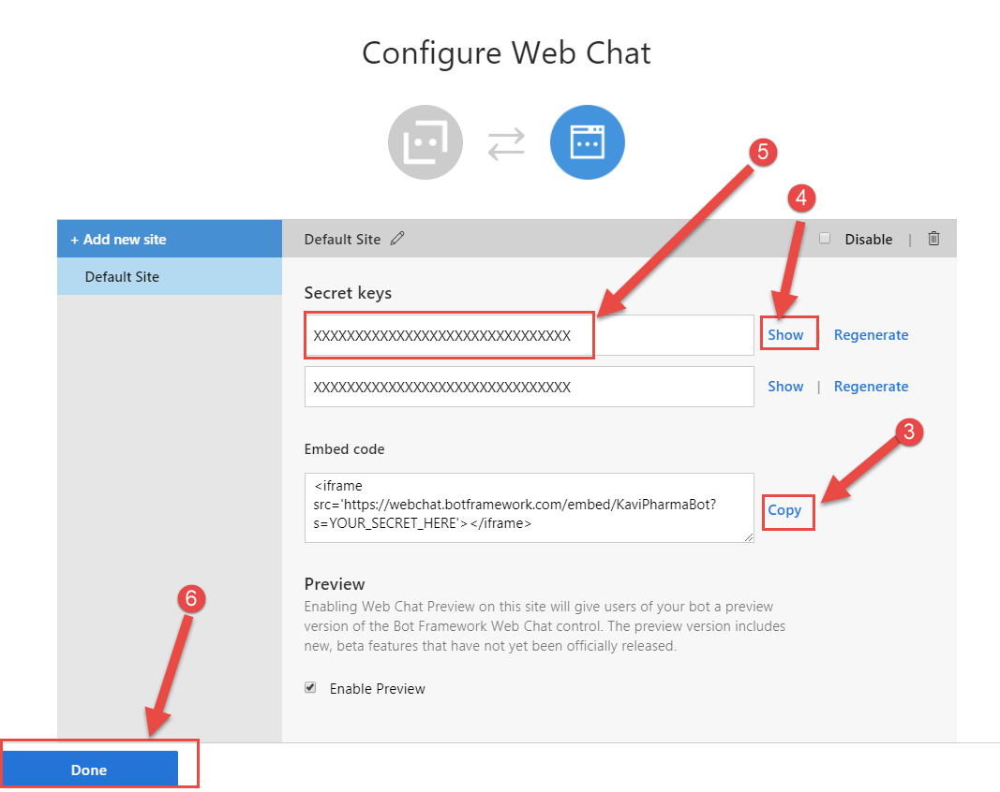 Configure Web Chat
5
4
+ Add new site
Default Site
Disable |
Default Site
Secret keys
XXXXXXXXXXXXXXXXXXXXXXXXXXXXXXX
Show | Regenerate
XXXXXXXXXXXXXXXXXXXXXXXXXXXXXXX
Show | Regenerate
3
Embed code
<iframe
src='https://webchat.botframework.com/embed/KaviPharmaBot?
s=YOUR_SECRET_HERE'></iframe>
Copy
Preview
Enabling Web Chat Preview on this site will give users of your bot a preview
version of the Bot Framework Web Chat control. The preview version includes
new, beta features that have not yet been officially released.
6
Enable Preview
Done